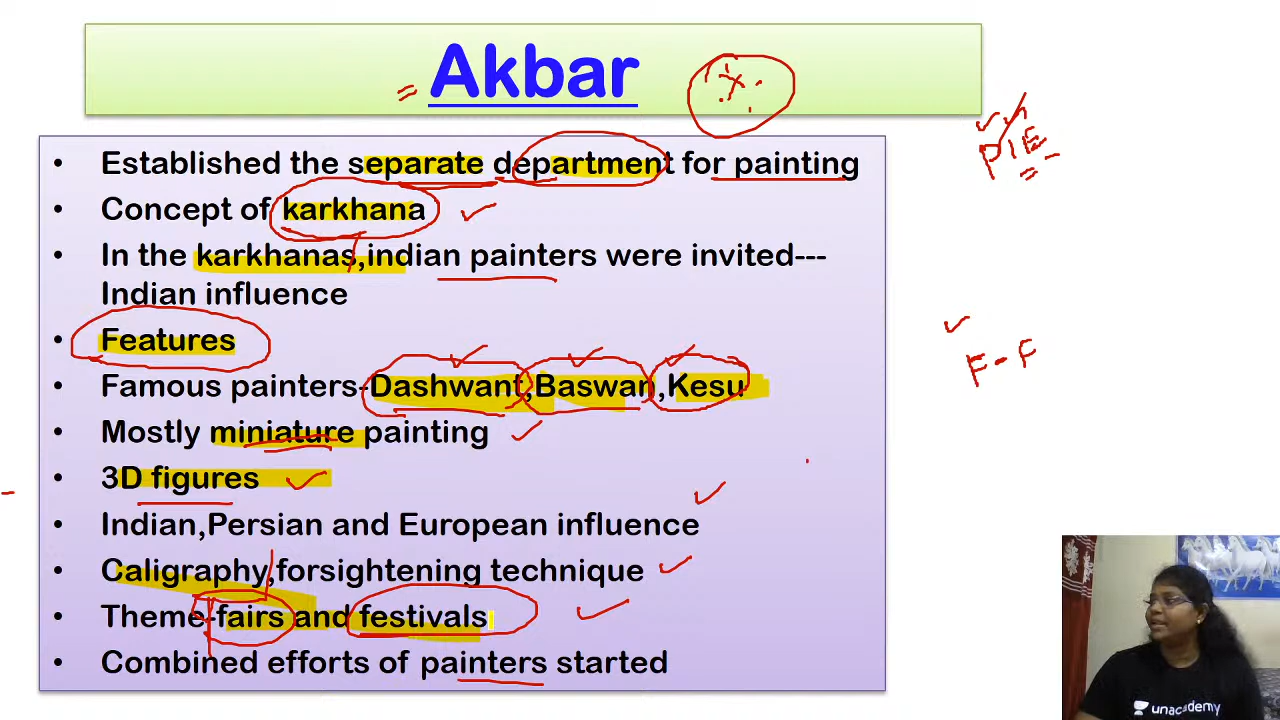 Akbar
• Established the separate department for painting
• Concept of karkhana
• In the karkhanas,indian painters were invited---
Indian influence
• Features
• Famous painters-Dashwant,Baswan,Kesu
• Mostly miniature painting
• 3D figures
• Indian,Persian and European influence
• Caligraphy,forsightening technique
• Theme-fairs and festivals
• Combined efforts of painters started
PIE
F-F
unacademy